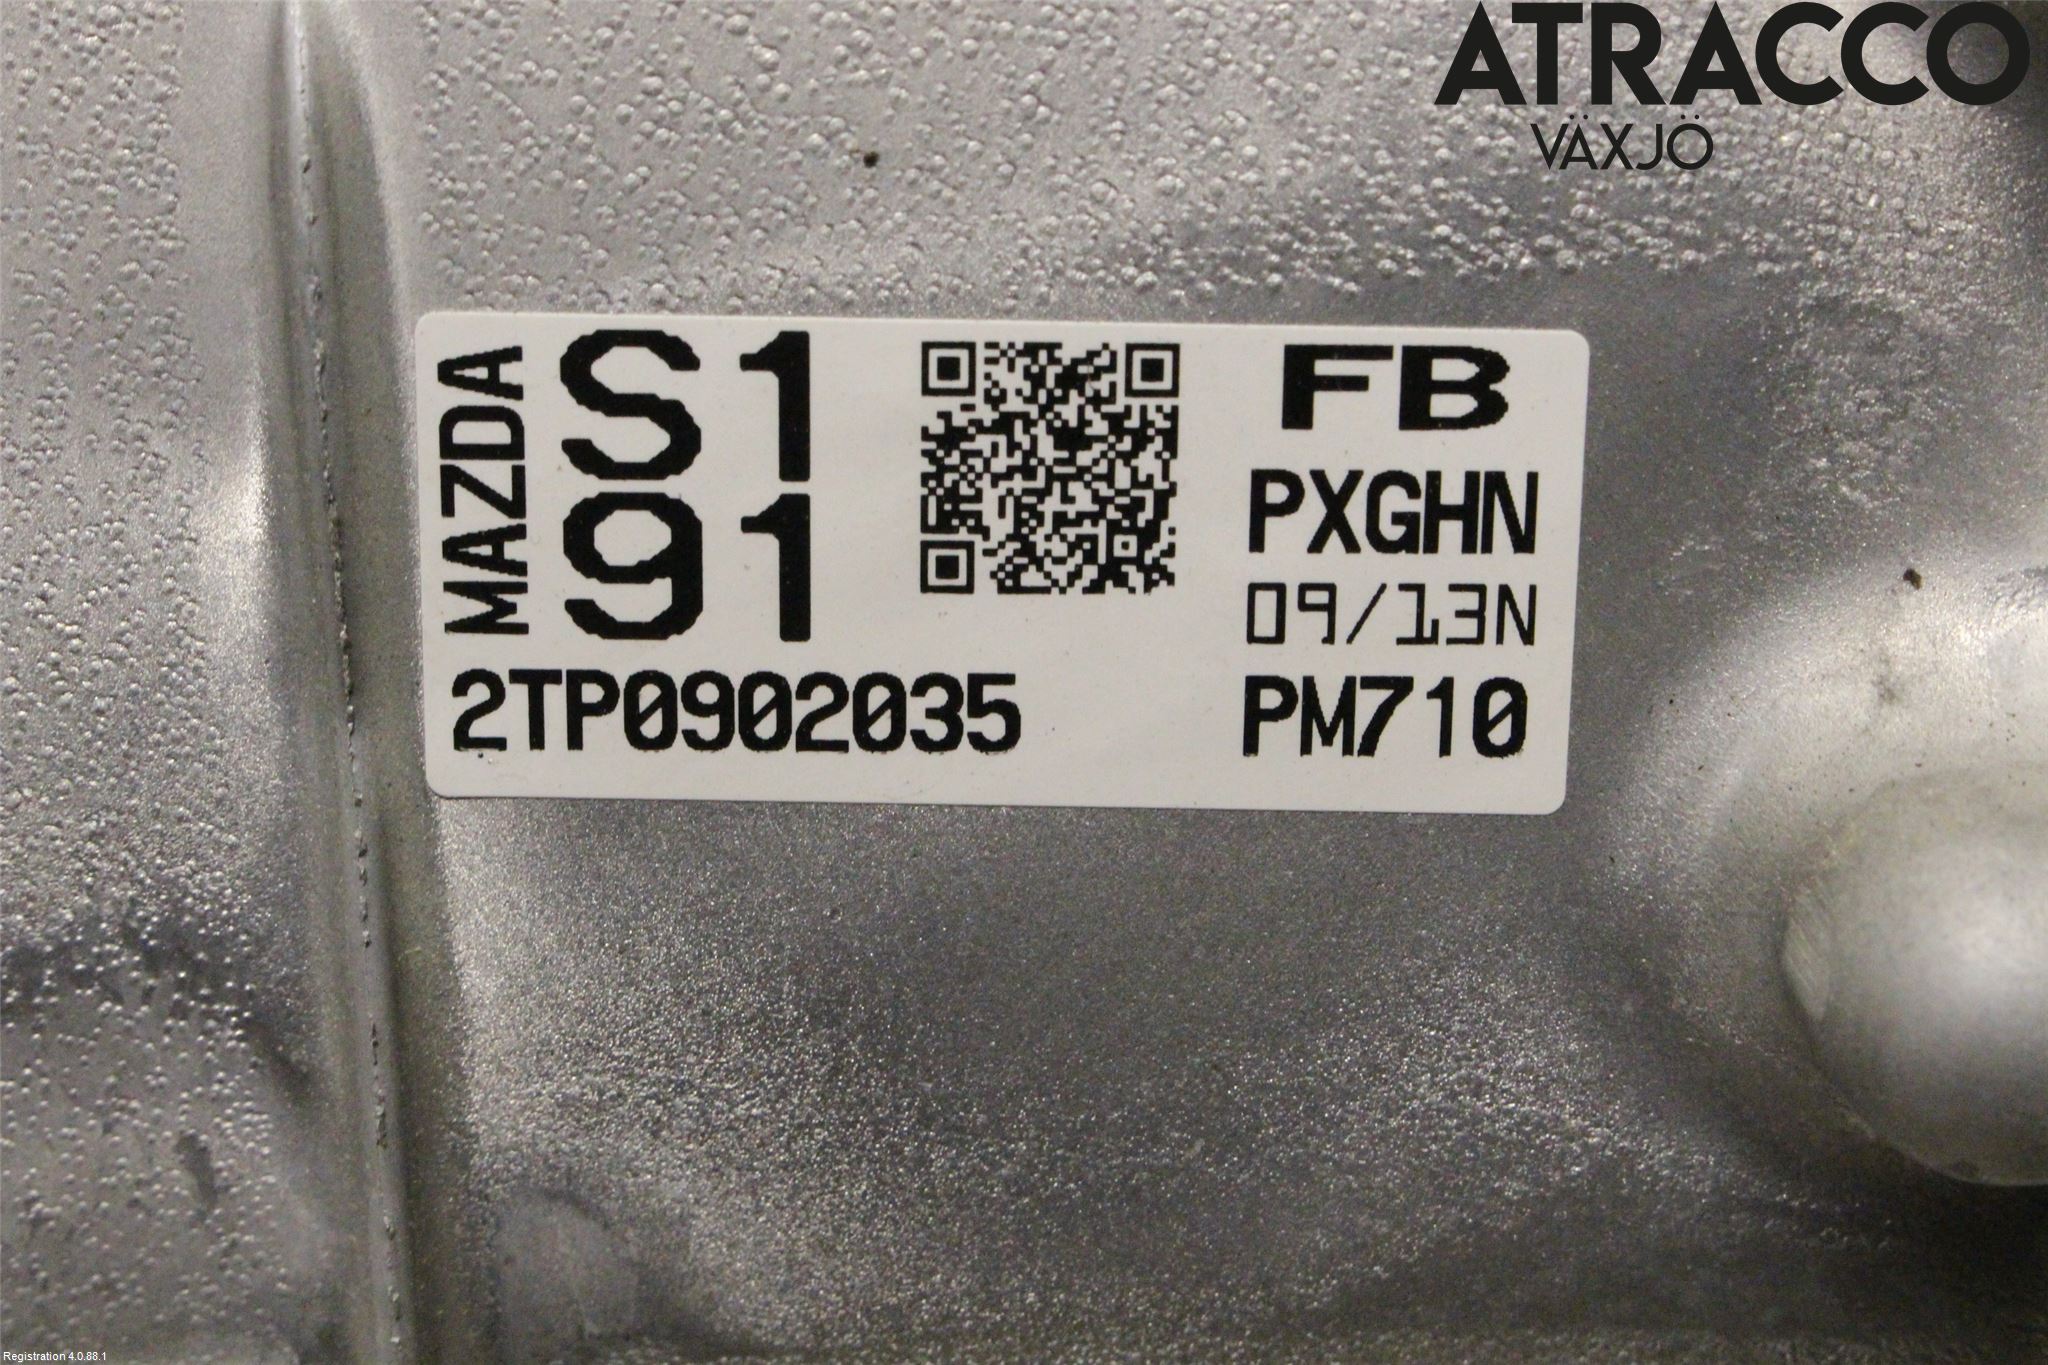 ATRACCO
VÄXJÖ
MAZDA
S1
91
FB
PXGHN
09/13N
2TP0902035
PM710
Registration 4.0.88.1